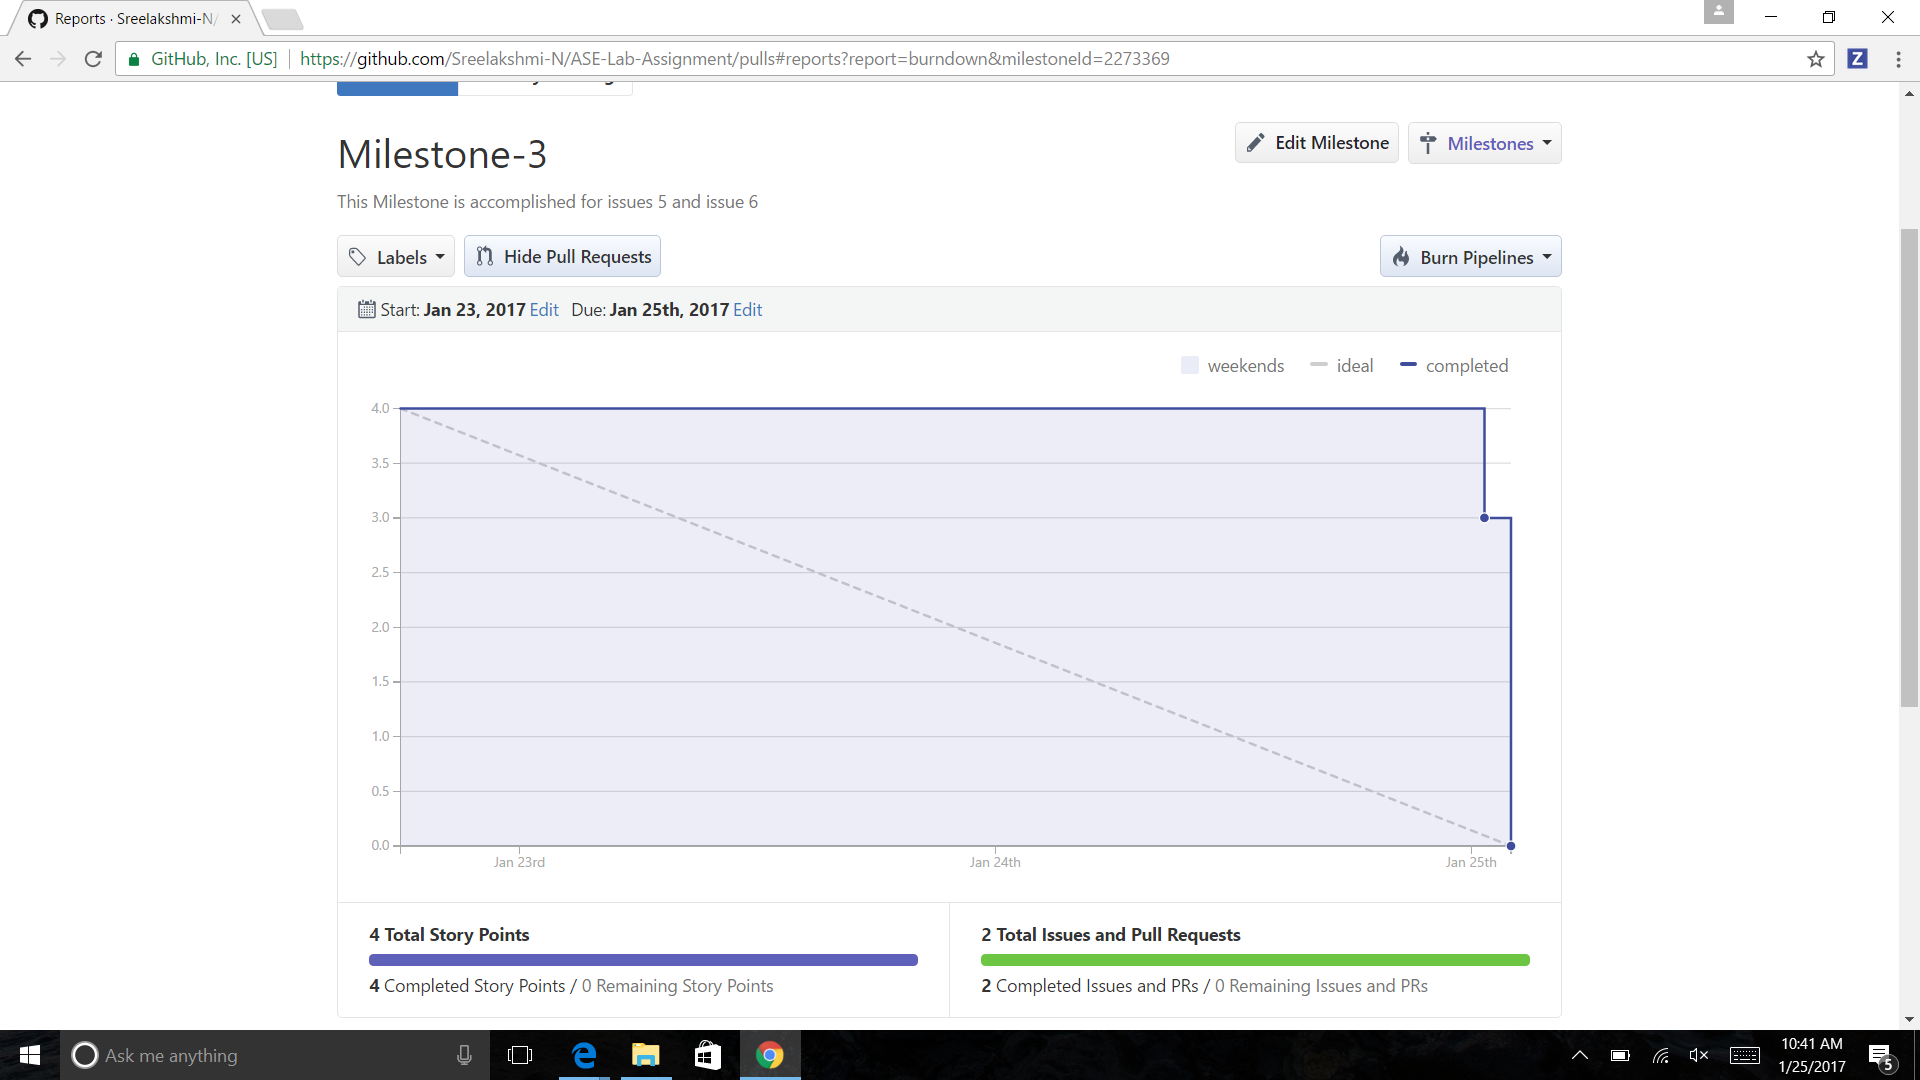 Reports · Sreelakshmi-N/
GitHub, Inc. [US] https://github.com/Sreelakshmi-N/ASE-Lab-Assignment/pulls#reports?report=burndown&milestoneId=2273369
Z
Milestone-3
Edit Milestone
Milestones
This Milestone is accomplished for issues 5 and issue 6
Labels
Hide Pull Requests
Burn Pipelines
Start: Jan 23, 2017 Edit Due: Jan 25th, 2017 Edit
weekends ideal completed
4.0
3.5
3.0
2.5
2.0
1.5
1.0
0.5
0.0
Jan 23rd Jan 24th Jan 25th
4 Total Story Points
4 Completed Story Points / 0 Remaining Story Points
2 Total Issues and Pull Requests
2 Completed Issues and PRs / 0 Remaining Issues and PRs
Ask me anything
10:41 AM
1/25/2017
5